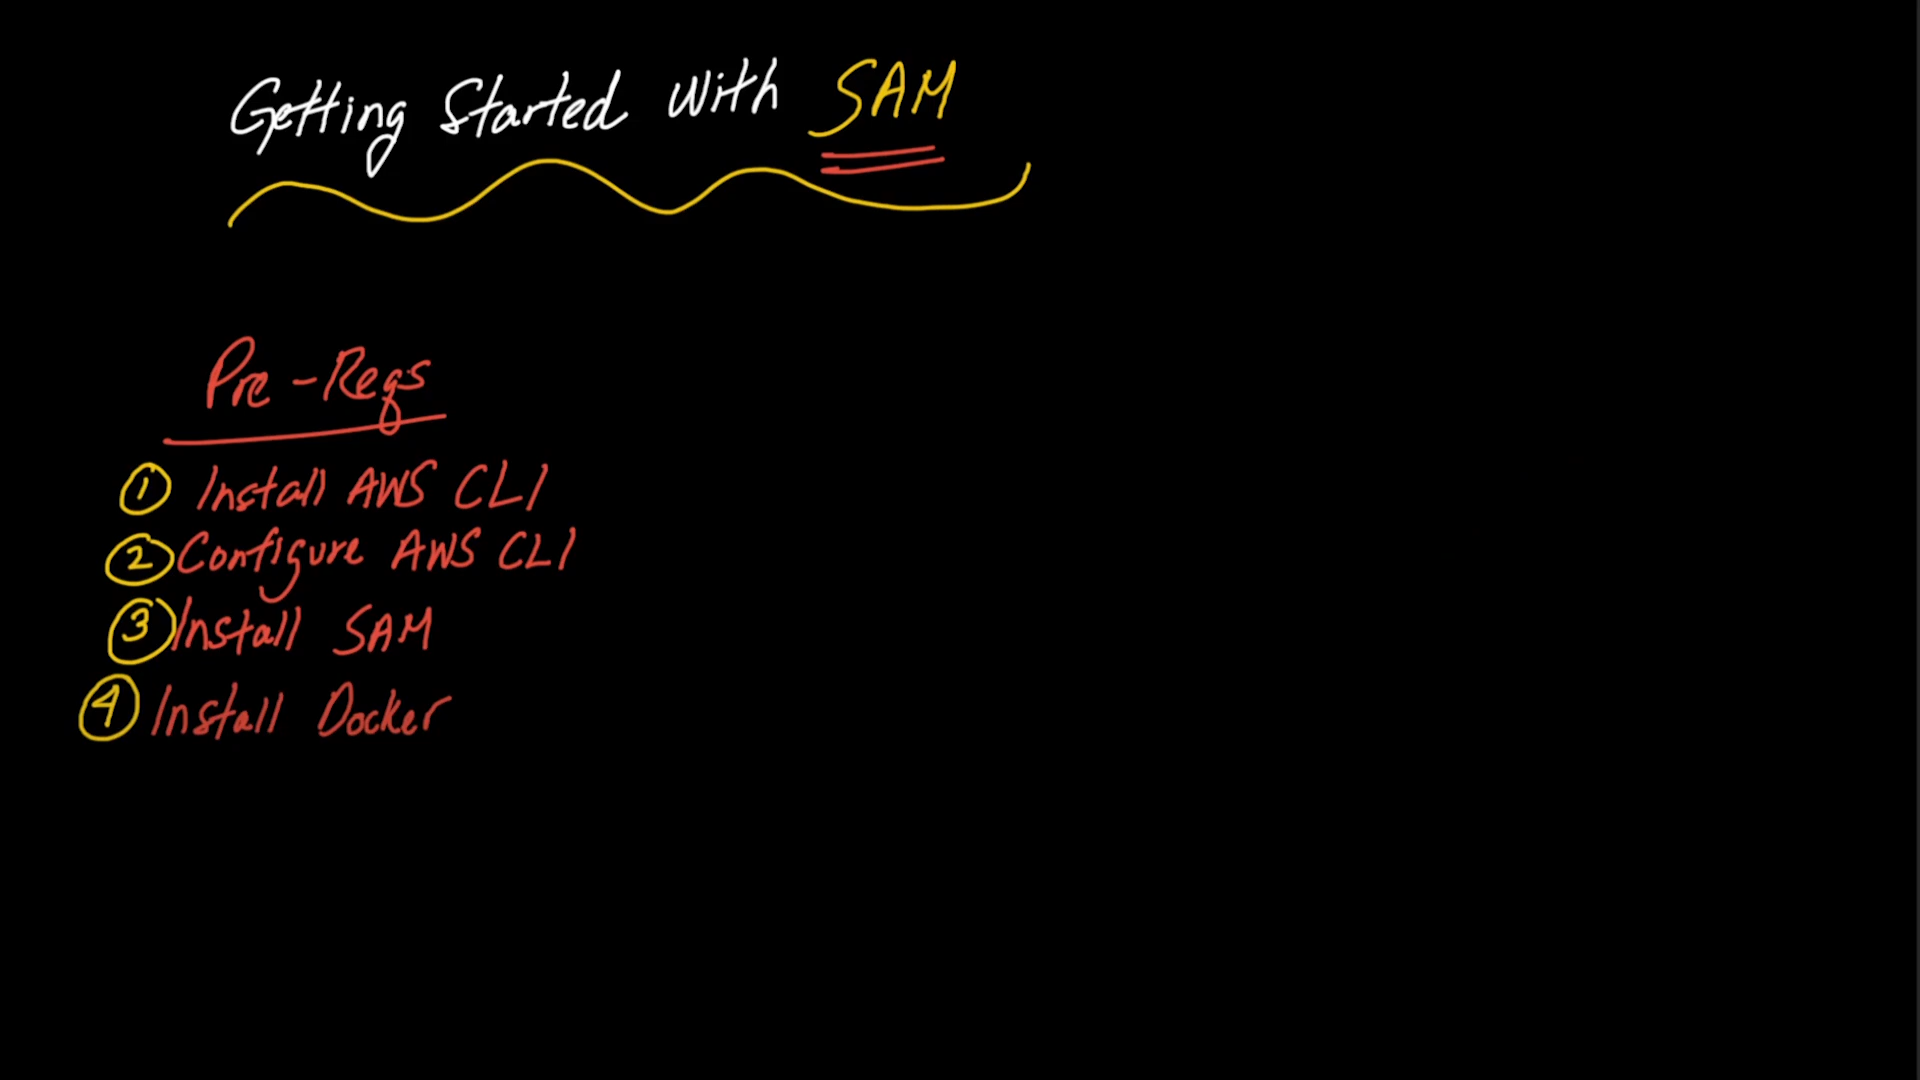 Getting Started With SAM
Pre-Reqs
1 Install AWS CLI
2 Configure AWS CLI
3 Install SAM
4 Install Docker